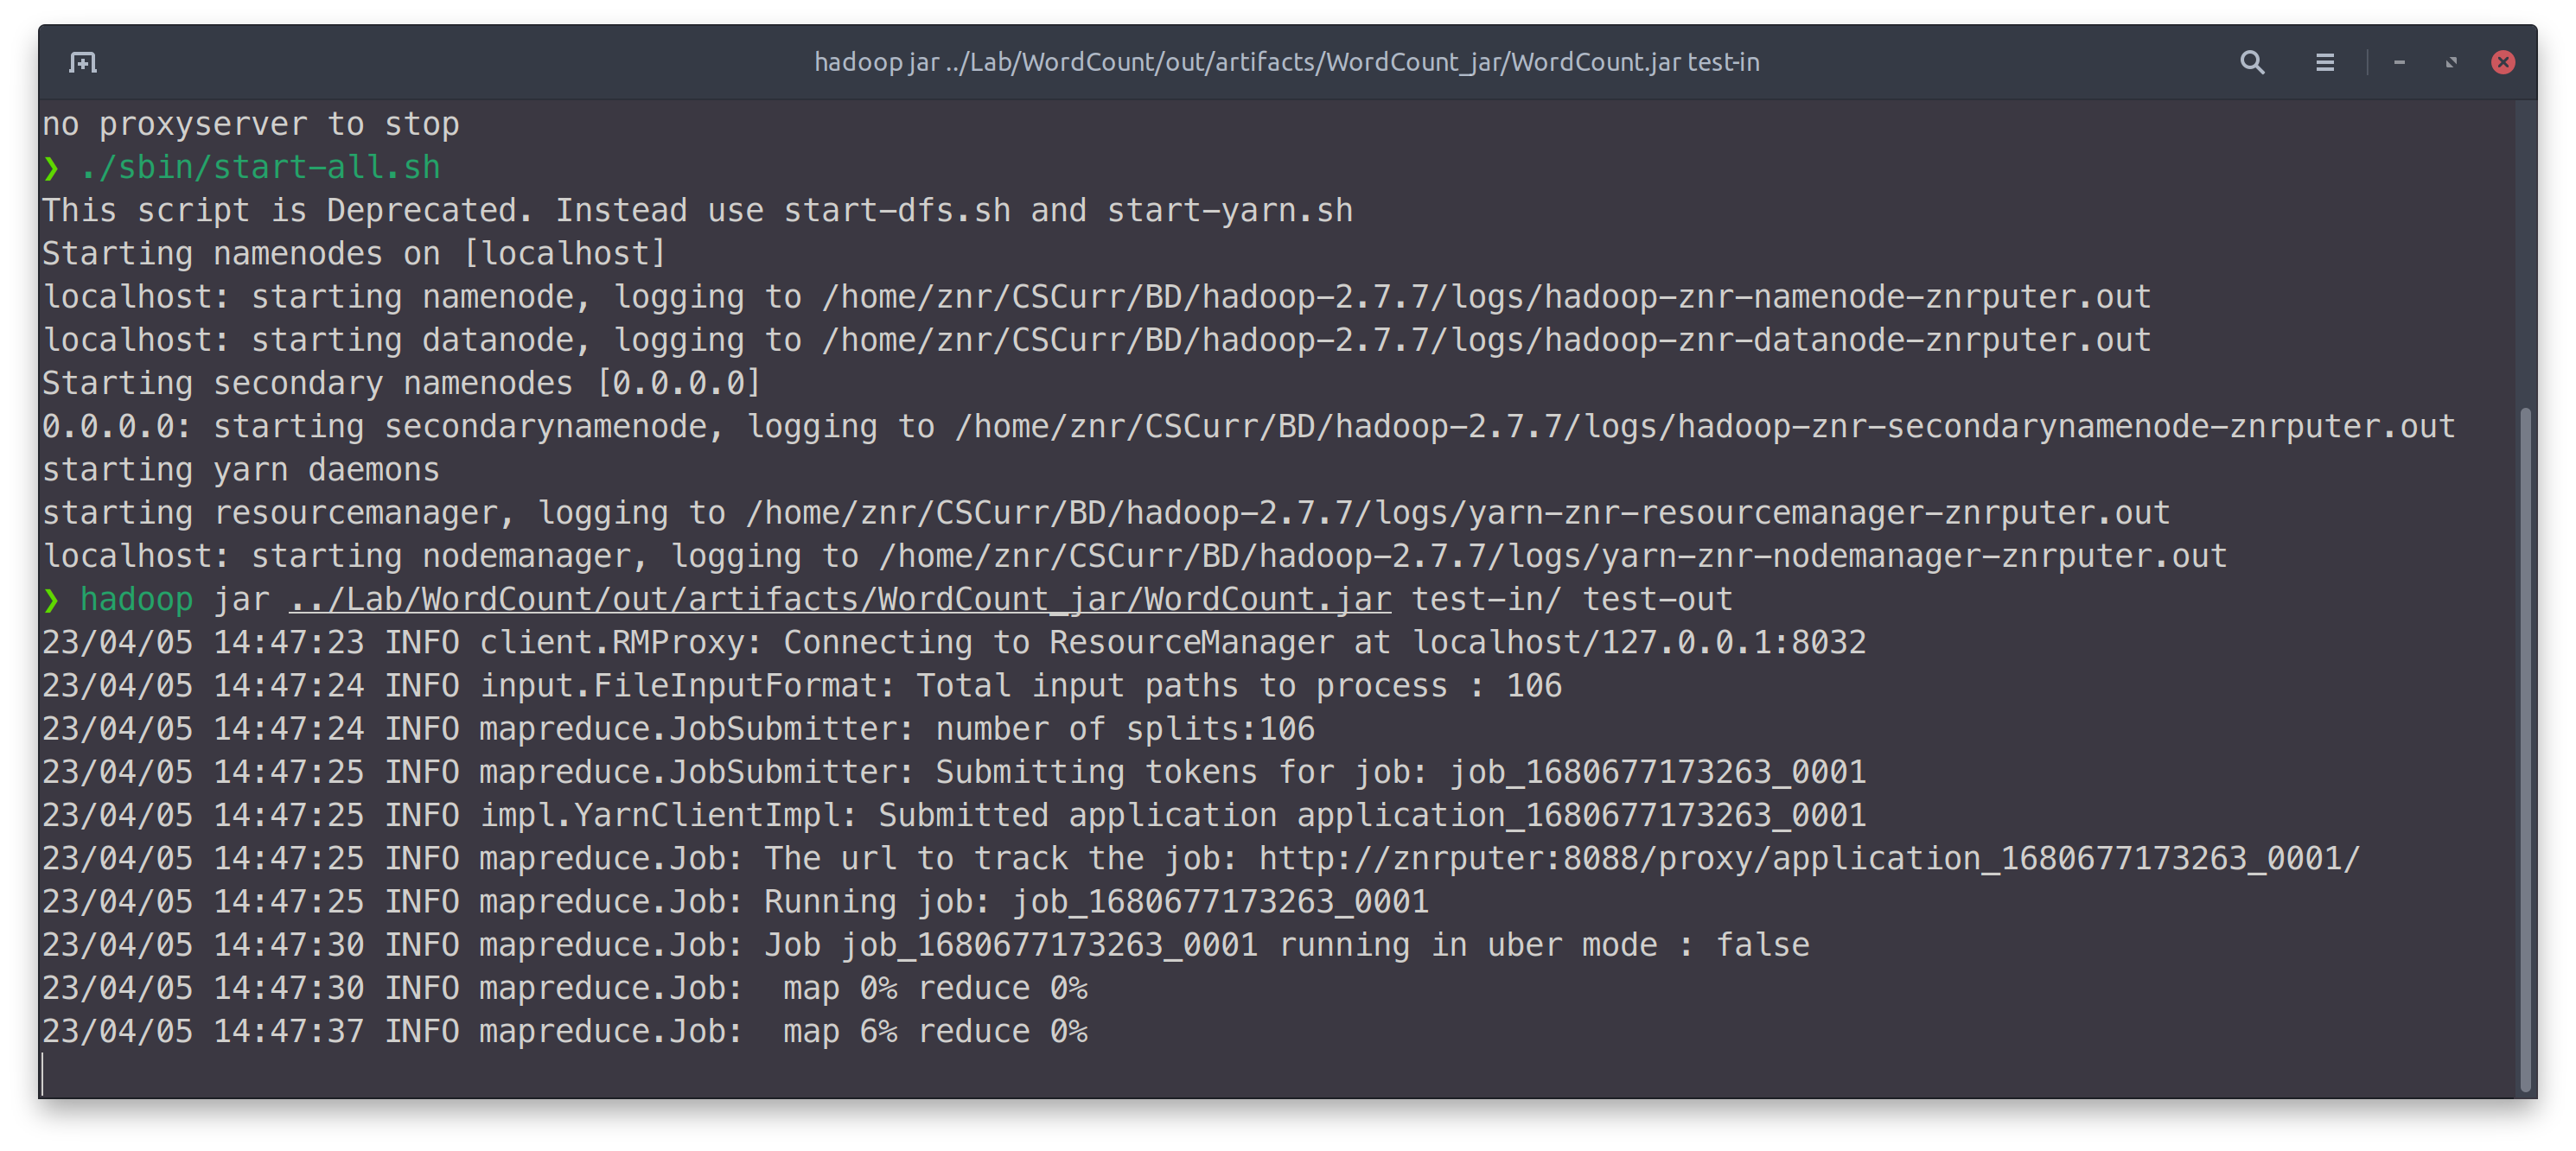 hadoop jar ../Lab/WordCount/out/artifacts/WordCount_jar/WordCount.jar test-in
no proxyserver to stop
❯ ./sbin/start-all.sh
This script is Deprecated. Instead use start-dfs.sh and start-yarn.sh
Starting namenodes on [localhost]
localhost: starting namenode, logging to /home/znr/CSCurr/BD/hadoop-2.7.7/logs/hadoop-znr-namenode-znrputer.out
localhost: starting datanode, logging to /home/znr/CSCurr/BD/hadoop-2.7.7/logs/hadoop-znr-datanode-znrputer.out
Starting secondary namenodes [0.0.0.0]
0.0.0.0: starting secondarynamenode, logging to /home/znr/CSCurr/BD/hadoop-2.7.7/logs/hadoop-znr-secondarynamenode-znrputer.out
starting yarn daemons
starting resourcemanager, logging to /home/znr/CSCurr/BD/hadoop-2.7.7/logs/yarn-znr-resourcemanager-znrputer.out
localhost: starting nodemanager, logging to /home/znr/CSCurr/BD/hadoop-2.7.7/logs/yarn-znr-nodemanager-znrputer.out
❯ hadoop jar ../Lab/WordCount/out/artifacts/WordCount_jar/WordCount.jar test-in/ test-out
23/04/05 14:47:23 INFO client.RMProxy: Connecting to ResourceManager at localhost/127.0.0.1:8032
23/04/05 14:47:24 INFO input.FileInputFormat: Total input paths to process : 106
23/04/05 14:47:24 INFO mapreduce.JobSubmitter: number of splits:106
23/04/05 14:47:25 INFO mapreduce.JobSubmitter: Submitting tokens for job: job_1680677173263_0001
23/04/05 14:47:25 INFO impl.YarnClientImpl: Submitted application application_1680677173263_0001
23/04/05 14:47:25 INFO mapreduce.Job: The url to track the job: http://znrputer:8088/proxy/application_1680677173263_0001/
23/04/05 14:47:25 INFO mapreduce.Job: Running job: job_1680677173263_0001
23/04/05 14:47:30 INFO mapreduce.Job: Job job_1680677173263_0001 running in uber mode : false
23/04/05 14:47:30 INFO mapreduce.Job:  map 0% reduce 0%
23/04/05 14:47:37 INFO mapreduce.Job:  map 6% reduce 0%